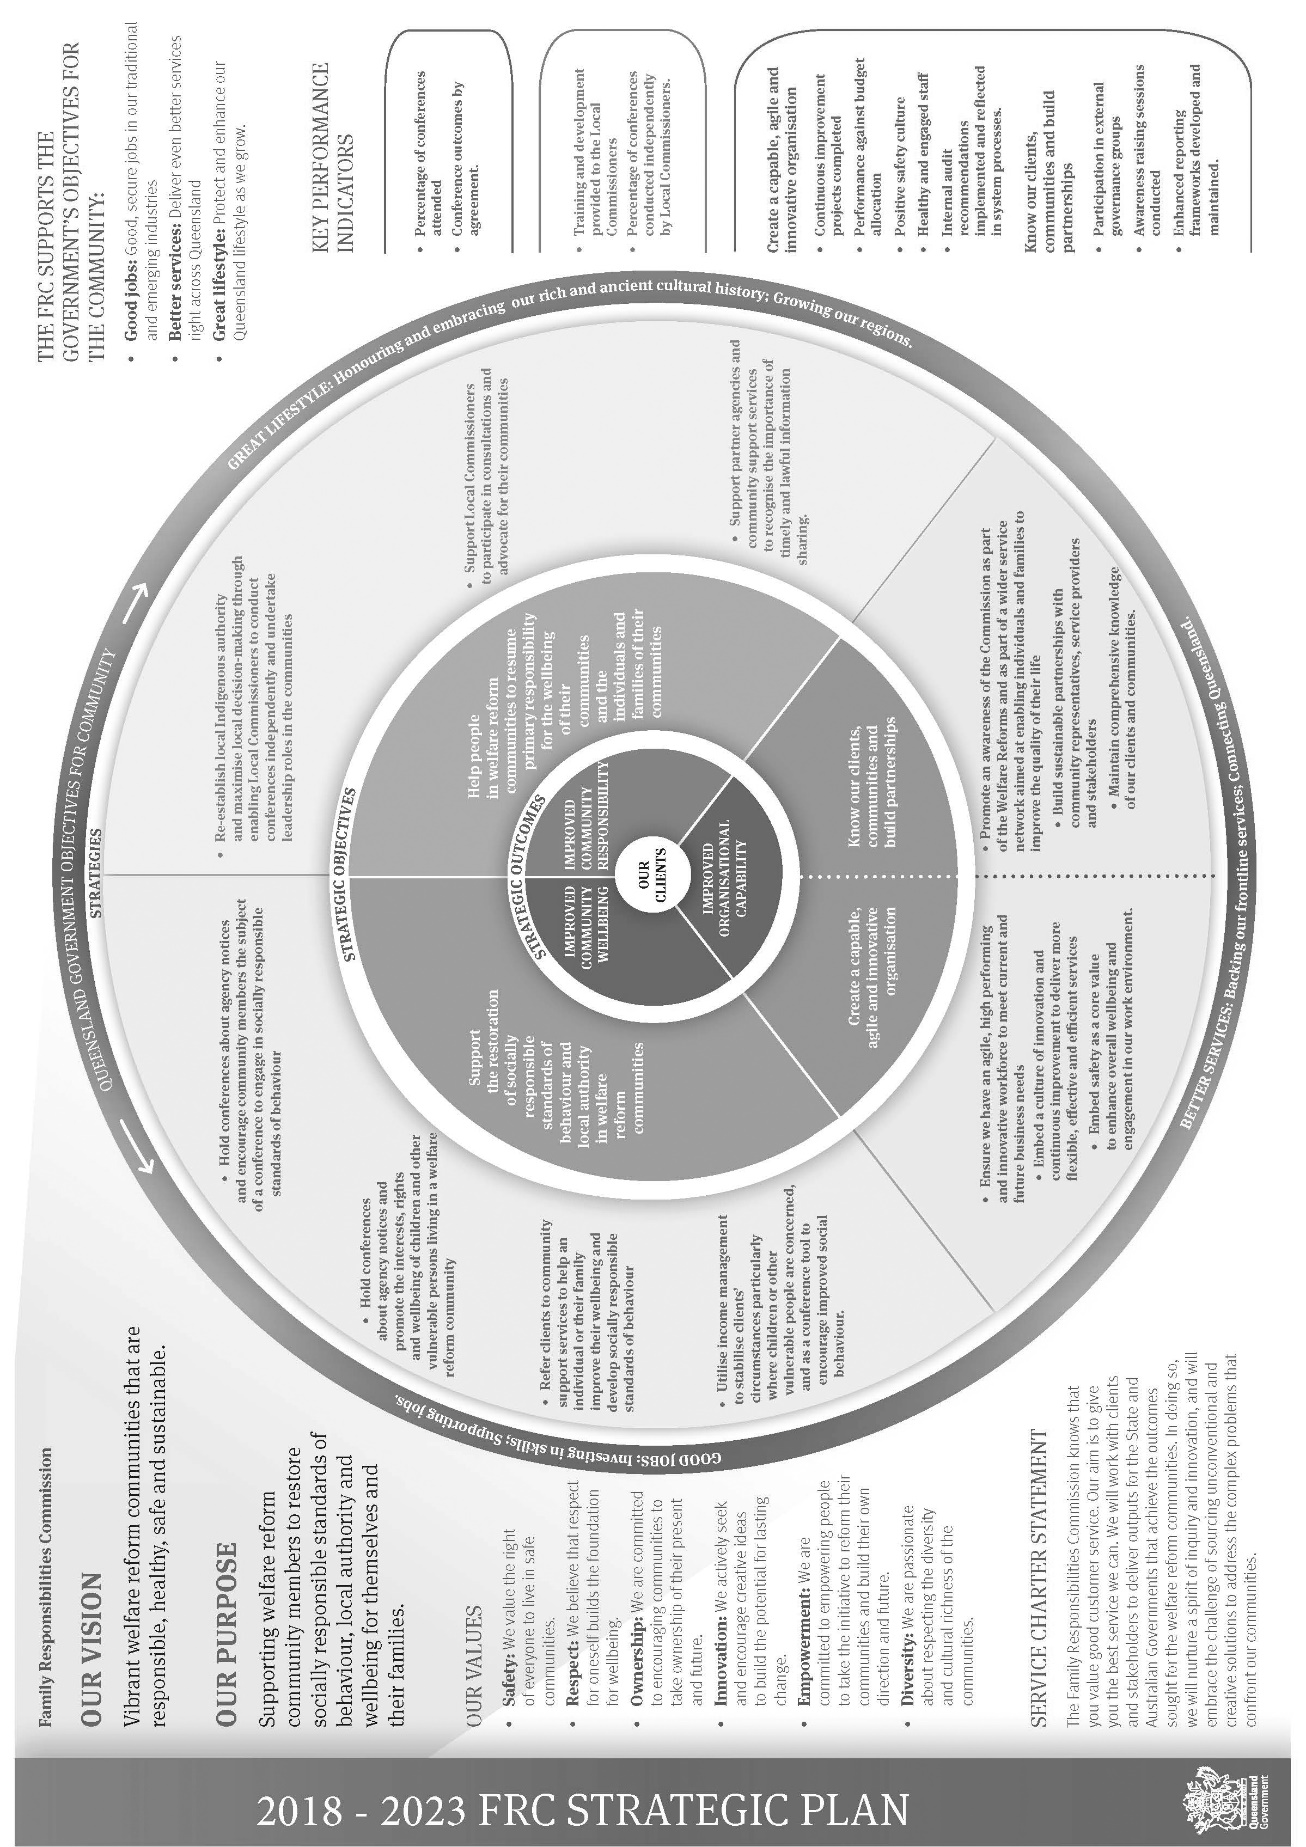 2018 - 2023 FRC STRATEGIC PLAN
Queensland
Government
Family Responsibilities Commission
OUR VISION
Vibrant welfare reform communities that are
responsible, healthy, safe and sustainable.
OUR PURPOSE
Supporting welfare reform
community members to restore
socially responsible standards of
behaviour, local authority and
wellbeing for themselves and
their families.
OUR VALUES
• Safety: We value the right
of everyone to live in safe
communities.
• Respect: We believe that respect
for oneself builds the foundation
for wellbeing.
• Ownership: We are committed
to encouraging communities to
take ownership of their present
and future.
• Innovation: We actively seek
and encourage creative ideas
to build the potential for lasting
change.
• Empowerment: We are
committed to empowering people
to take the initiative to reform their
communities and build their own
direction and future.
• Diversity: We are passionate
about respecting the diversity
and cultural richness of the
communities.
SERVICE CHARTER STATEMENT
The Family Responsibilities Commission knows that
you value good customer service. Our aim is to give
you the best service we can. We will work with clients
and stakeholders to deliver outputs for the State and
Australian Governments that achieve the outcomes
sought for the welfare reform communities. In doing so,
we will nurture a spirit of inquiry and innovation, and will
embrace the challenge of sourcing unconventional and
creative solutions to address the complex problems that
confront our communities.
QUEENSLAND GOVERNMENT OBJECTIVES FOR COMMUNITY
GOOD JOBS: Investing in skills; Supporting jobs.
GREAT LIFESTYLE: Honouring and embracing our rich and ancient cultural history; Growing our regions.
BETTER SERVICES: Backing our frontline services; Connecting Queensland.
STRATEGIES
• Hold conferences about agency notices
and encourage community members the subject
of a conference to engage in socially responsible
standards of behaviour
• Hold conferences
about agency notices and
promote the interests, rights
and wellbeing of children and other
vulnerable persons living in a welfare
reform community
• Refer clients to community
support services to help an
individual or their family
improve their wellbeing and
develop socially responsible
standards of behaviour
• Utilise income management
to stabilise clients'
circumstances particularly
where children or other
vulnerable people are concerned,
and as a conference tool to
encourage improved social
behaviour.
• Re-establish local Indigenous authority
and maximise local decision-making through
enabling Local Commissioners to conduct
conferences independently and undertake
leadership roles in the communities
• Support Local Commissioners
to participate in consultations and
advocate for their communities
• Support partner agencies and
community support services
to recognise the importance of
timely and lawful information
sharing.
• Ensure we have an agile, high performing
and innovative workforce to meet current and
future business needs
• Embed a culture of innovation and
continuous improvement to deliver more
flexible, effective and efficient services
• Embed safety as a core value
to enhance overall wellbeing and
engagement in our work environment.
• Promote an awareness of the Commission as part
of the Welfare Reforms and as part of a wider service
network aimed at enabling individuals and families to
improve the quality of their life
• Build sustainable partnerships with
community representatives, service providers
and stakeholders
• Maintain comprehensive knowledge
of our clients and communities.
STRATEGIC OBJECTIVES
Support
the restoration
of socially
responsible
standards of
behaviour and
local authority
in welfare
reform
communities
Help people
in welfare reform
communities to resume
primary responsibility
for the wellbeing
of their
communities
and the
individuals and
families of their
communities
Create a capable,
agile and innovative
organisation
Know our clients,
communities and
build partnerships
STRATEGIC OUTCOMES
IMPROVED
COMMUNITY
WELLBEING
IMPROVED
COMMUNITY
RESPONSIBILITY
OUR
CLIENTS
IMPROVED
ORGANISATIONAL
CAPABILITY
THE FRC SUPPORTS THE
GOVERNMENT'S OBJECTIVES FOR
THE COMMUNITY:
• Good jobs: Good, secure jobs in our traditional
and emerging industries
• Better services: Deliver even better services
right across Queensland
• Great lifestyle: Protect and enhance our
Queensland lifestyle as we grow.
KEY PERFORMANCE
INDICATORS
• Percentage of conferences
attended
• Conference outcomes by
agreement.
• Training and development
provided to the Local
Commissioners
• Percentage of conferences
conducted independently
by Local Commissioners.
Create a capable, agile and
innovative organisation
• Continuous improvement
projects completed
• Performance against budget
allocation
• Positive safety culture
• Healthy and engaged staff
• Internal audit
recommendations
implemented and reflected
in system processes.
Know our clients,
communities and build
partnerships
• Participation in external
governance groups
• Awareness raising sessions
conducted
• Enhanced reporting
frameworks developed and
maintained.